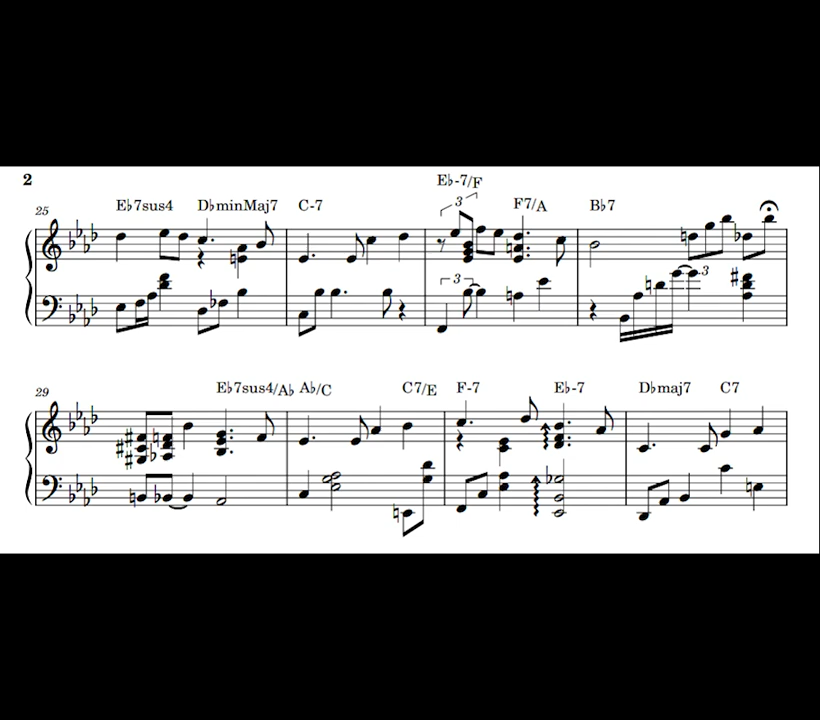 2
E♭-7/F
25 E♭7sus4 D♭minMaj7 C-7 F7/A B♭7
3
3 3
29 E♭7sus4/A♭ A♭/C C7/E F-7 E♭-7 D♭maj7 C7